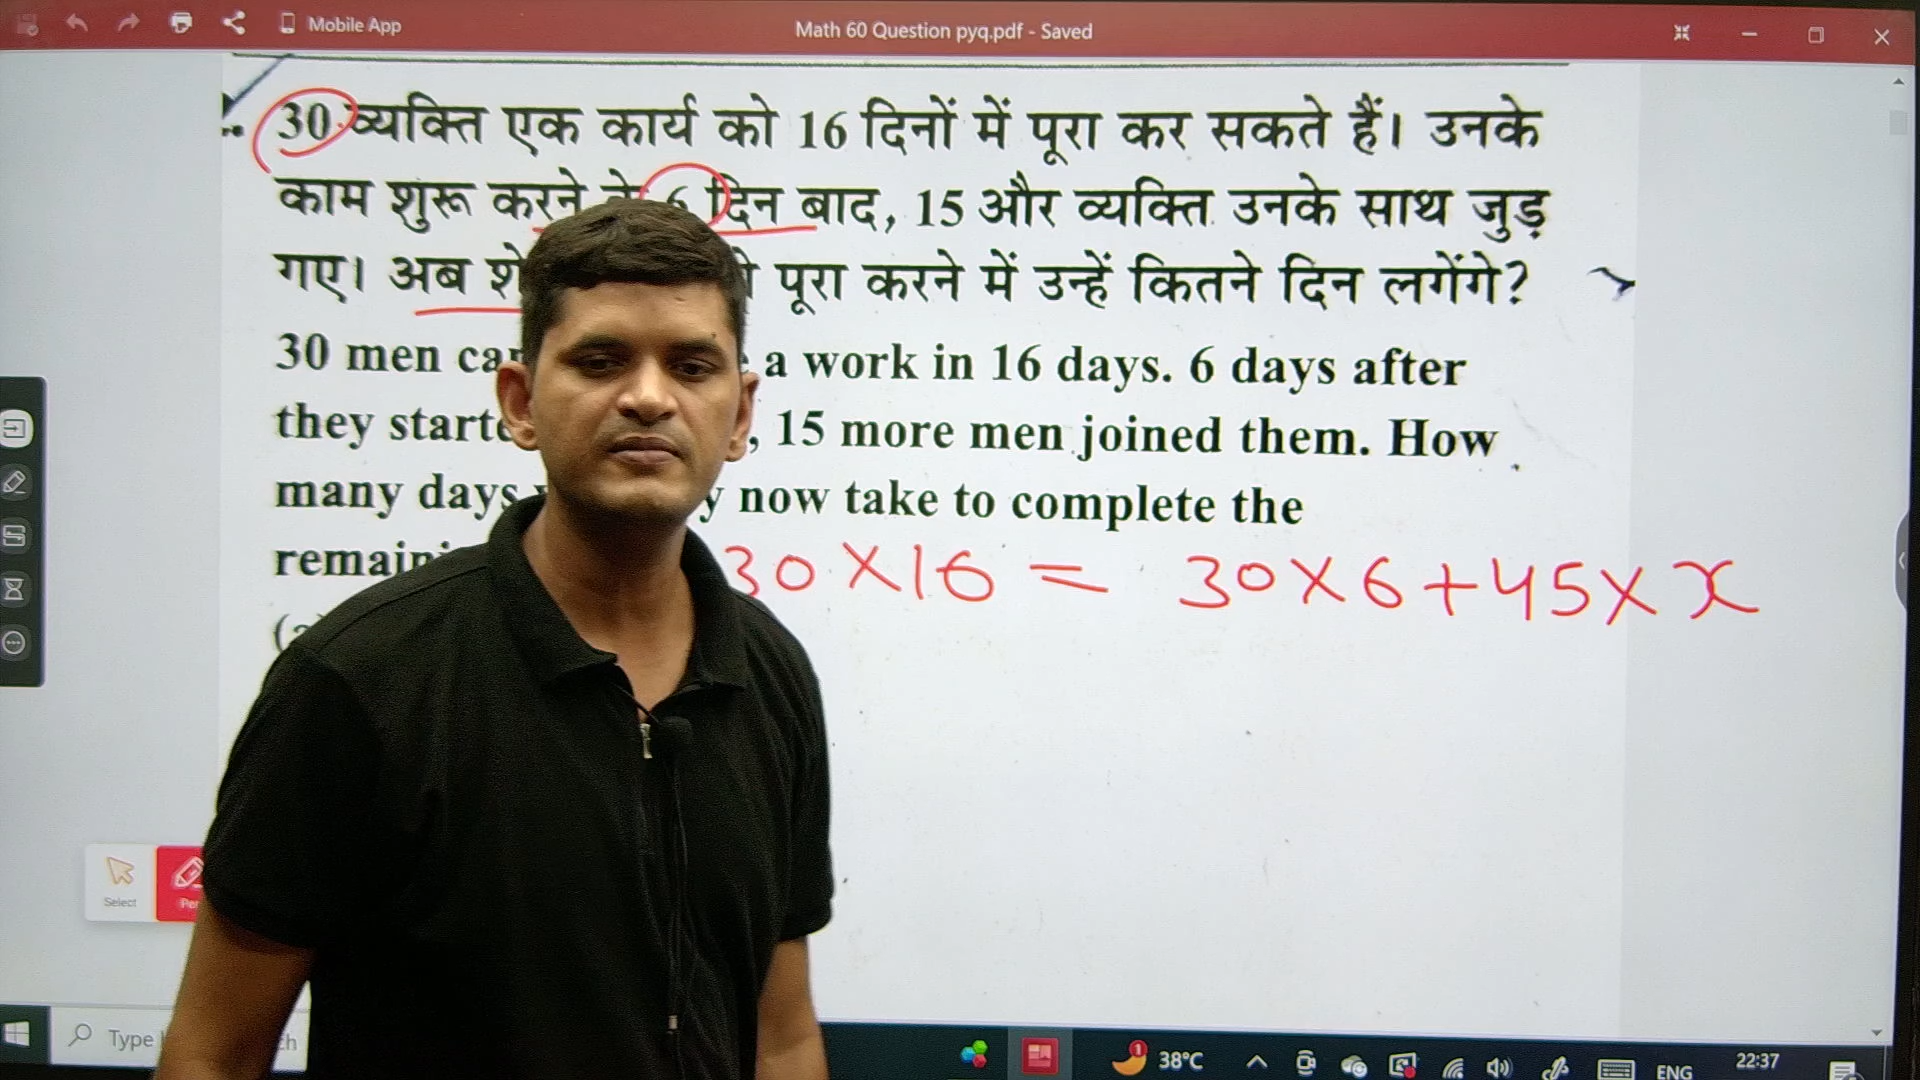 Mobile App
Math 60 Question pyq.pdf - Saved
30 व्यक्ति एक कार्य को 16 दिनों में पूरा कर सकते हैं। उनके
काम शुरू करने 6 दिन बाद, 15 और व्यक्ति उनके साथ जुड़
गए। अब पूरा करने में उन्हें कितने दिन लगेंगे?
30 men a work in 16 days. 6 days after
they , 15 more men joined them. How
many days now take to complete the
30 × 16 = 30 × 6 + 45 × x
Select
Type
38°C
ENG
22:37